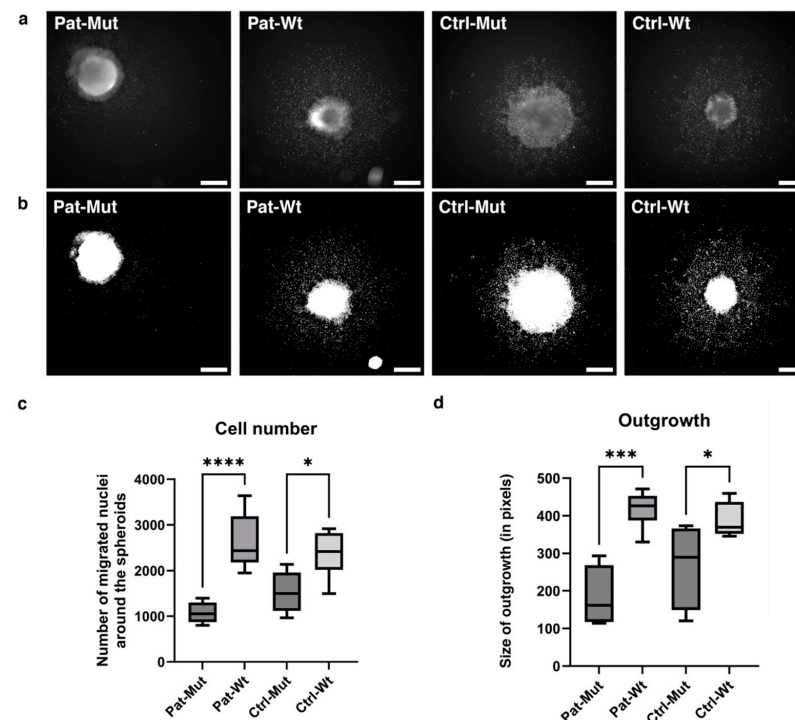 a
Pat-Mut
Pat-Wt
Ctrl-Mut
Ctrl-Wt
b
Pat-Mut
Pat-Wt
Ctrl-Mut
Ctrl-Wt
c
Cell number
Number of migrated nuclei
around the spheroids
4000
3000
2000
1000
0
****
*
Pat-Mut
Pat-Wt
Ctrl-Mut
Ctrl-Wt
d
Outgrowth
Size of outgrowth (in pixels)
500
400
300
200
100
0
***
*
Pat-Mut
Pat-Wt
Ctrl-Mut
Ctrl-Wt